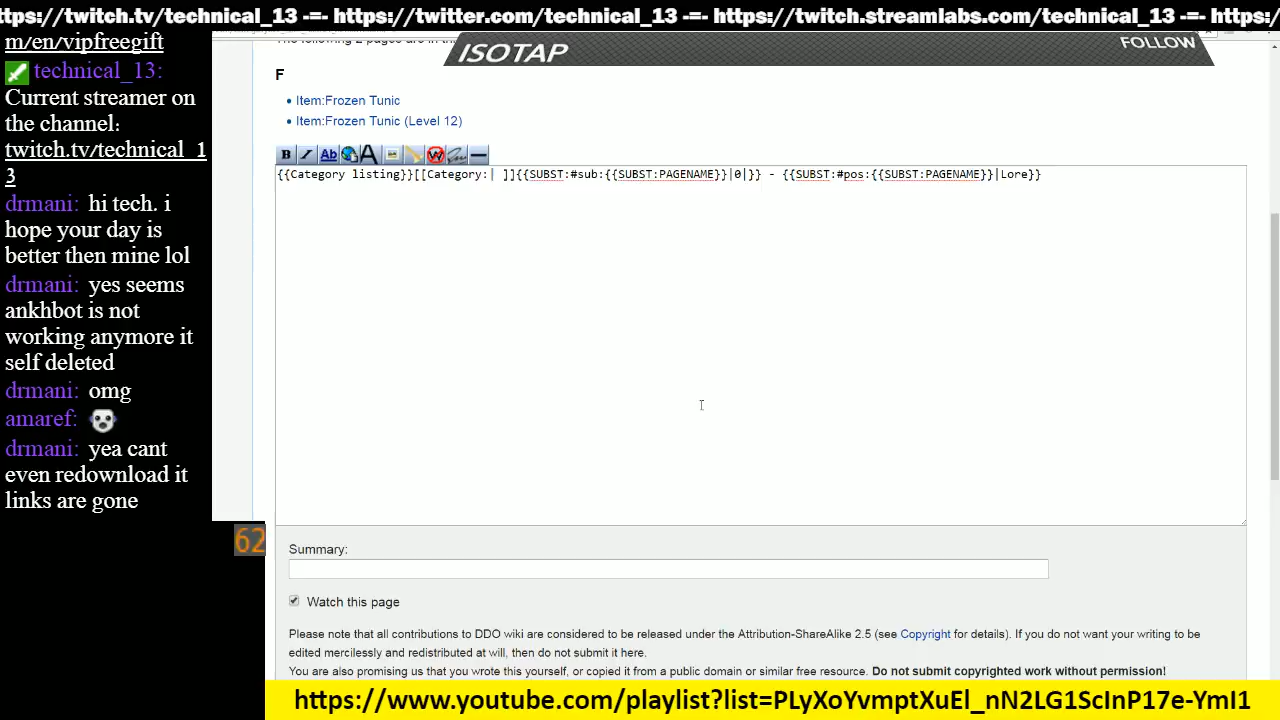 https://twitch.tv/technical_13 -=- https://twitter.com/technical_13 -=- https://twitch.streamlabs.com/technical_13 -=- https:/
m/en/vipfreegift
technical_13:
Current streamer on
the channel:
twitch.tv/technical_1
3
drmani: hi tech. i
hope your day is
better then mine lol
drmani: yes seems
ankhbot is not
working anymore it
self deleted
drmani: omg
amaref:
drmani: yea cant
even redownload it
links are gone
62
ISOTAP
FOLLOW
F
Item:Frozen Tunic
Item:Frozen Tunic (Level 12)
B I Ab A W
{{Category listing}}[[Category:| ]]{{SUBST:#sub:{{SUBST:PAGENAME}}|0|}} - {{SUBST:#pos:{{SUBST:PAGENAME}}|Lore}}
Summary:
Watch this page
Please note that all contributions to DDO wiki are considered to be released under the Attribution-ShareAlike 2.5 (see Copyright for details). If you do not want your writing to be
edited mercilessly and redistributed at will, then do not submit it here.
You are also promising us that you wrote this yourself, or copied it from a public domain or similar free resource. Do not submit copyrighted work without permission!
https://www.youtube.com/playlist?list=PLyXoYvmptXuEl_nN2LG1ScInP17e-YmI1